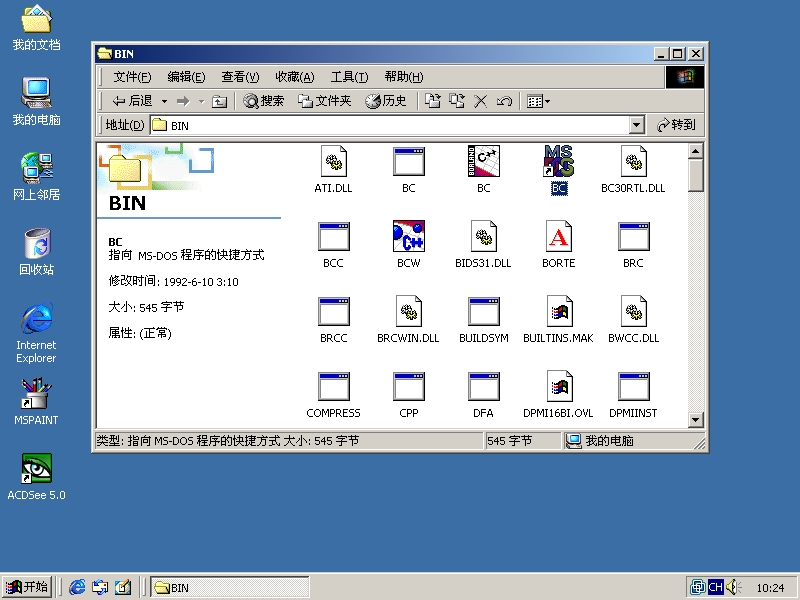 我的文档
我的电脑
网上邻居
回收站
Internet
Explorer
MSPAINT
ACDSee 5.0
BIN
文件(F) 编辑(E) 查看(V) 收藏(A) 工具(T) 帮助(H)
后退 搜索 文件夹 历史
地址(D) BIN 转到
BIN
BC
指向 MS-DOS 程序的快捷方式
修改时间: 1992-6-10 3:10
大小: 545 字节
属性: (正常)
ATI.DLL BC BC BC BC30RTL.DLL
BCC BCW BIDS31.DLL BORTE BRC
BRCC BRCWIN.DLL BUILDSYM BUILTINS.MAK BWCC.DLL
COMPRESS CPP DFA DPMI16BI.OVL DPMIINST
类型: 指向 MS-DOS 程序的快捷方式 大小: 545 字节 545 字节 我的电脑
开始 BIN CH 10:24